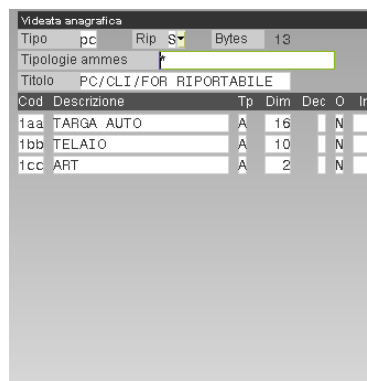 Videata anagrafica
Tipo pc Rip S Bytes 13
Tipologie ammes *
Titolo PC/CLI/FOR RIPORTABILE
Cod Descrizione Tp Dim Dec O
1aa TARGA AUTO A 16 N
1bb TELAIO A 10 N
1cc ART A 2 N